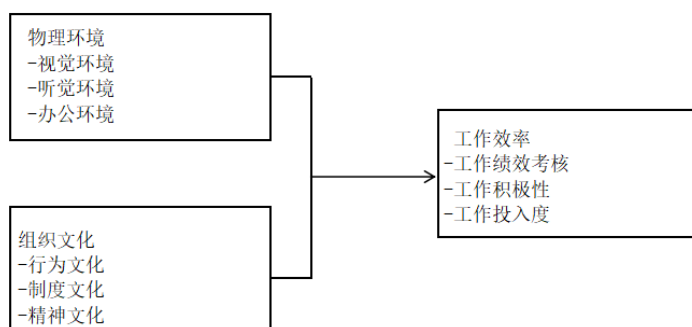 物理环境
-视觉环境
-听觉环境
-办公环境
工作效率
-工作绩效考核
-工作积极性
-工作投入度
组织文化
-行为文化
-制度文化
-精神文化